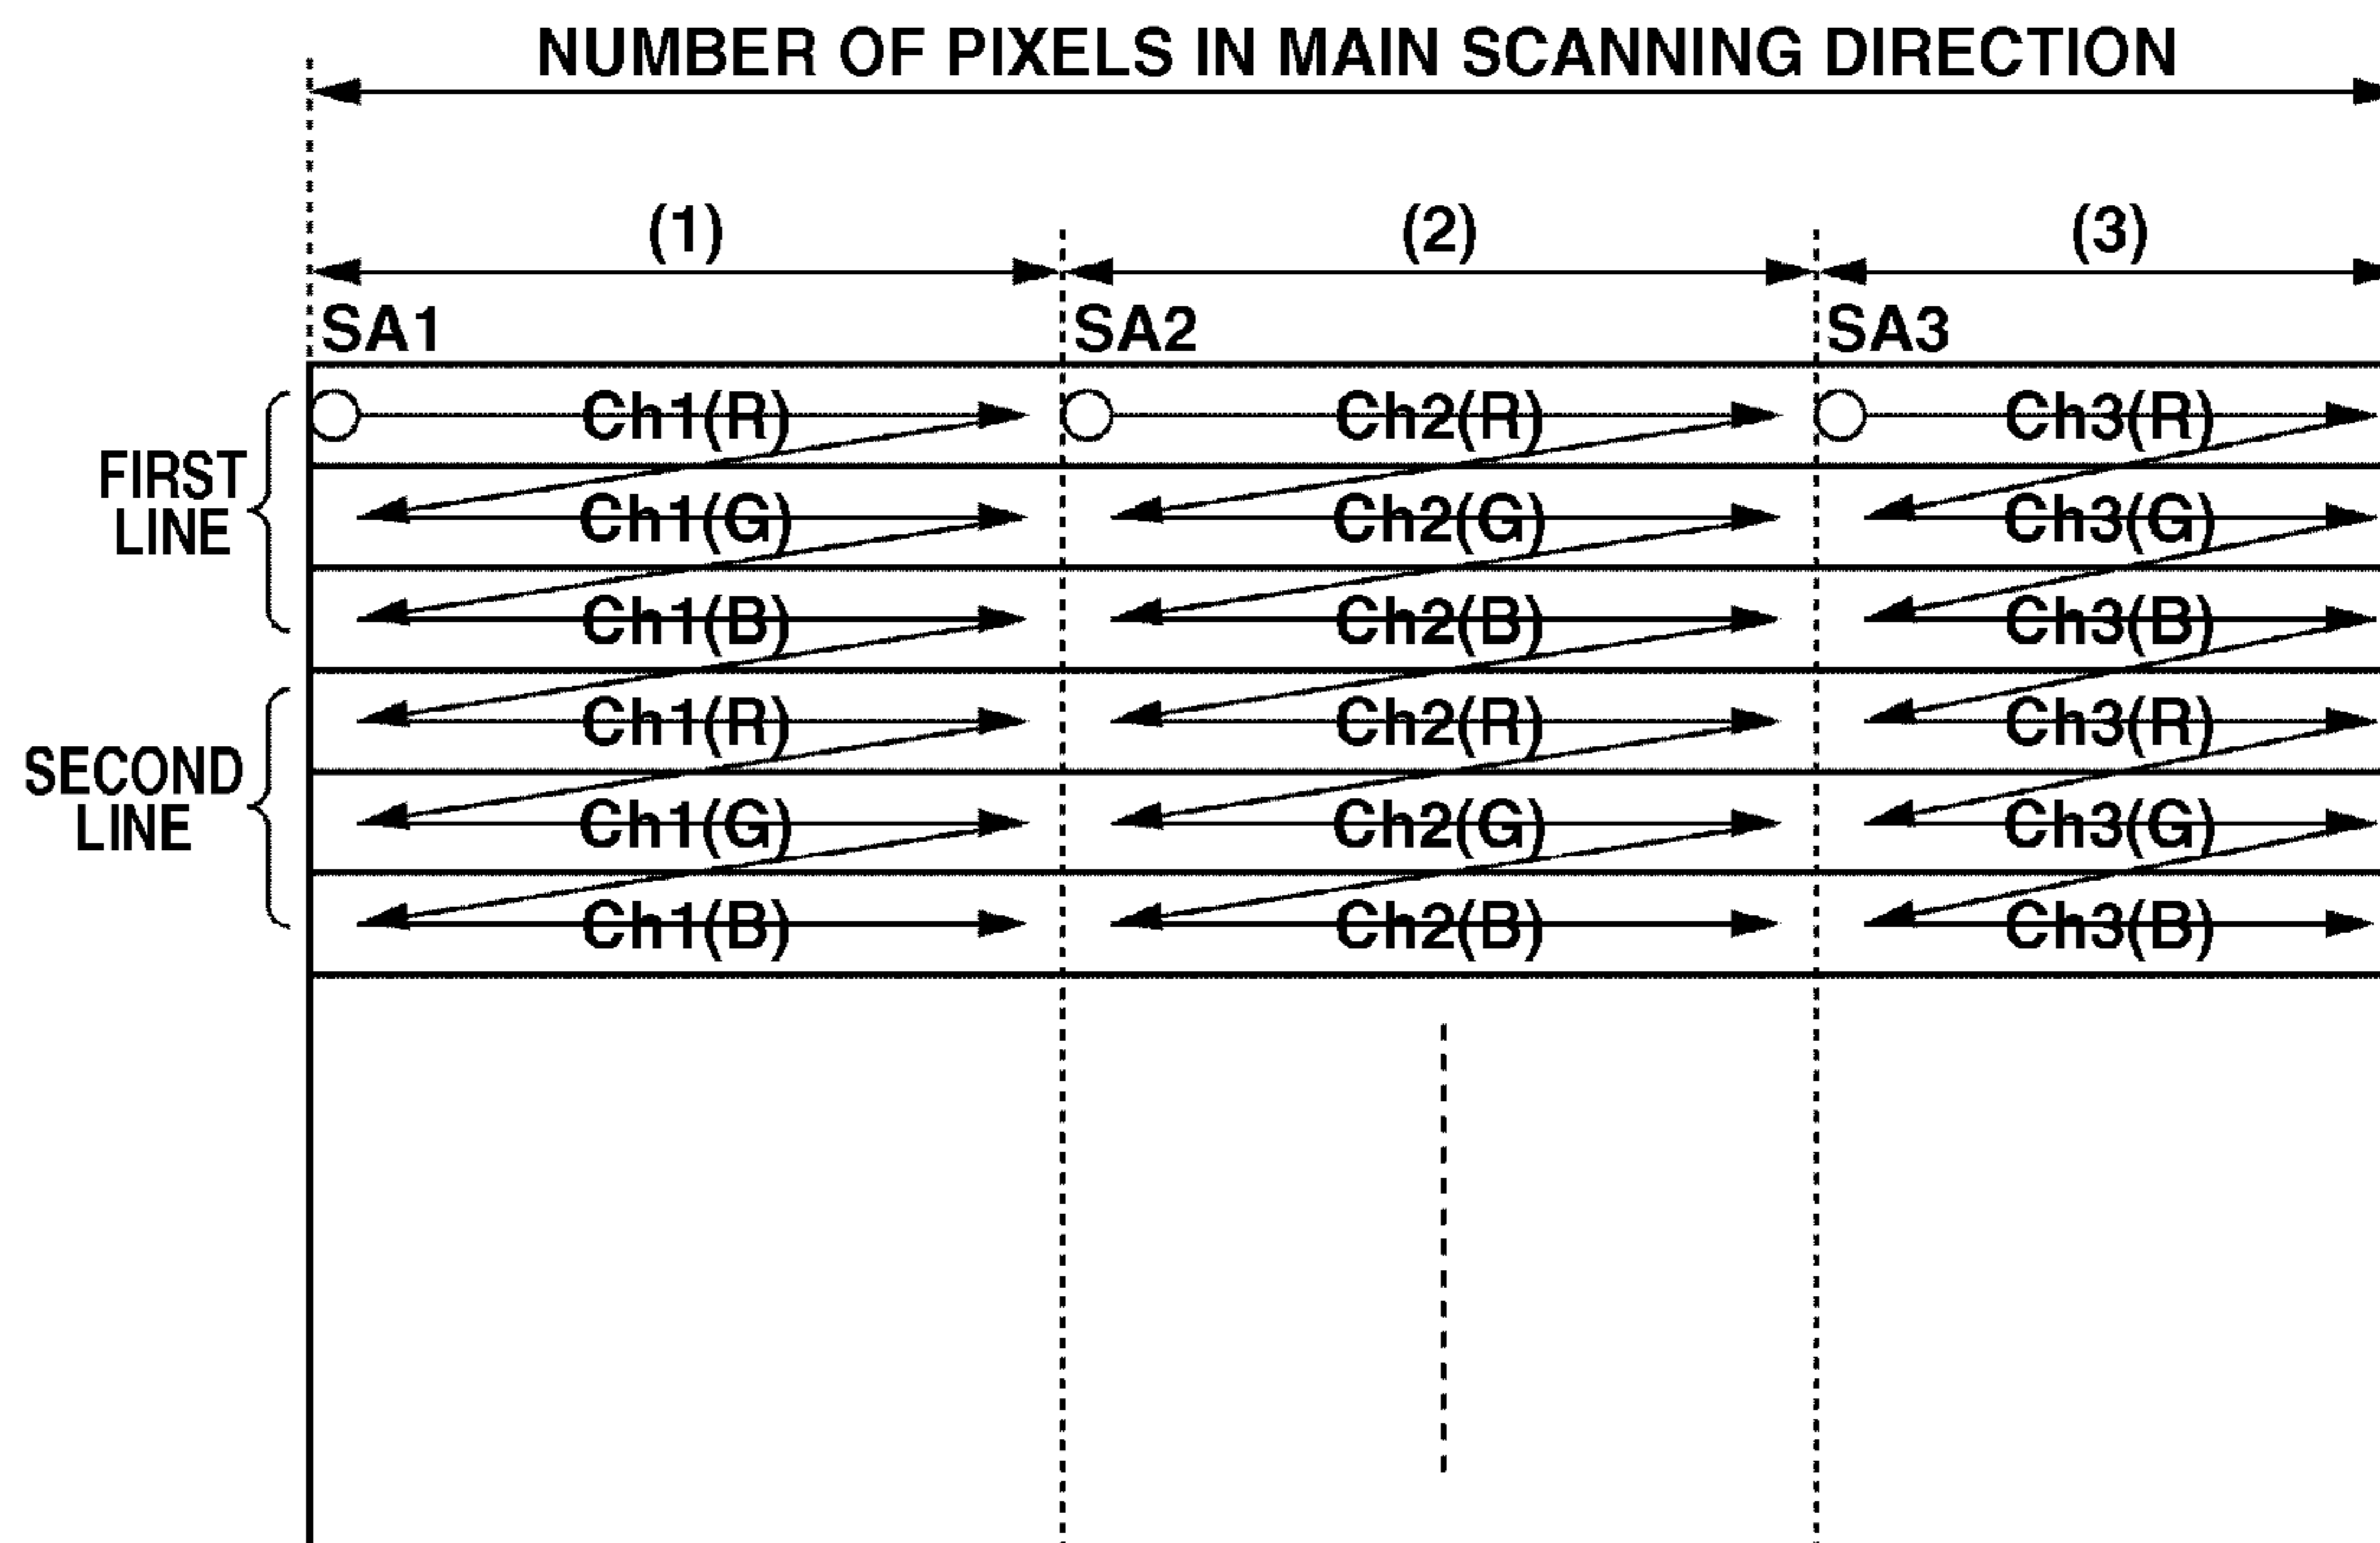 NUMBER OF PIXELS IN MAIN SCANNING DIRECTION
(1) (2) (3)
SA1 SA2 SA3
FIRST
LINE
Ch1(R) Ch2(R) Ch3(R)
Ch1(G) Ch2(G) Ch3(G)
Ch1(B) Ch2(B) Ch3(B)
SECOND
LINE
Ch1(R) Ch2(R) Ch3(R)
Ch1(G) Ch2(G) Ch3(G)
Ch1(B) Ch2(B) Ch3(B)